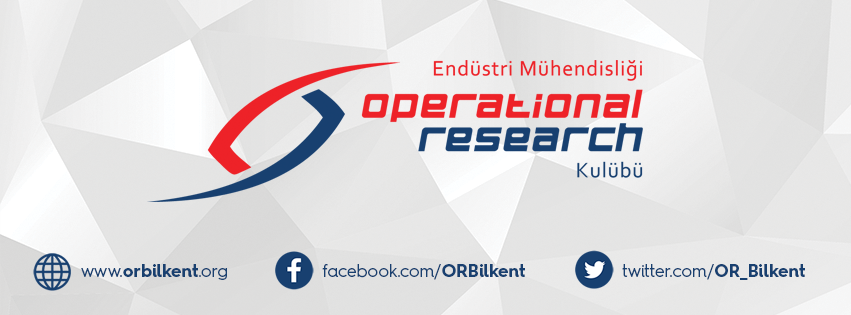 Endüstri Mühendisliği
operational
research
Kulübü
www.orbilkent.org
facebook.com/ORBilkent
twitter.com/OR_Bilkent